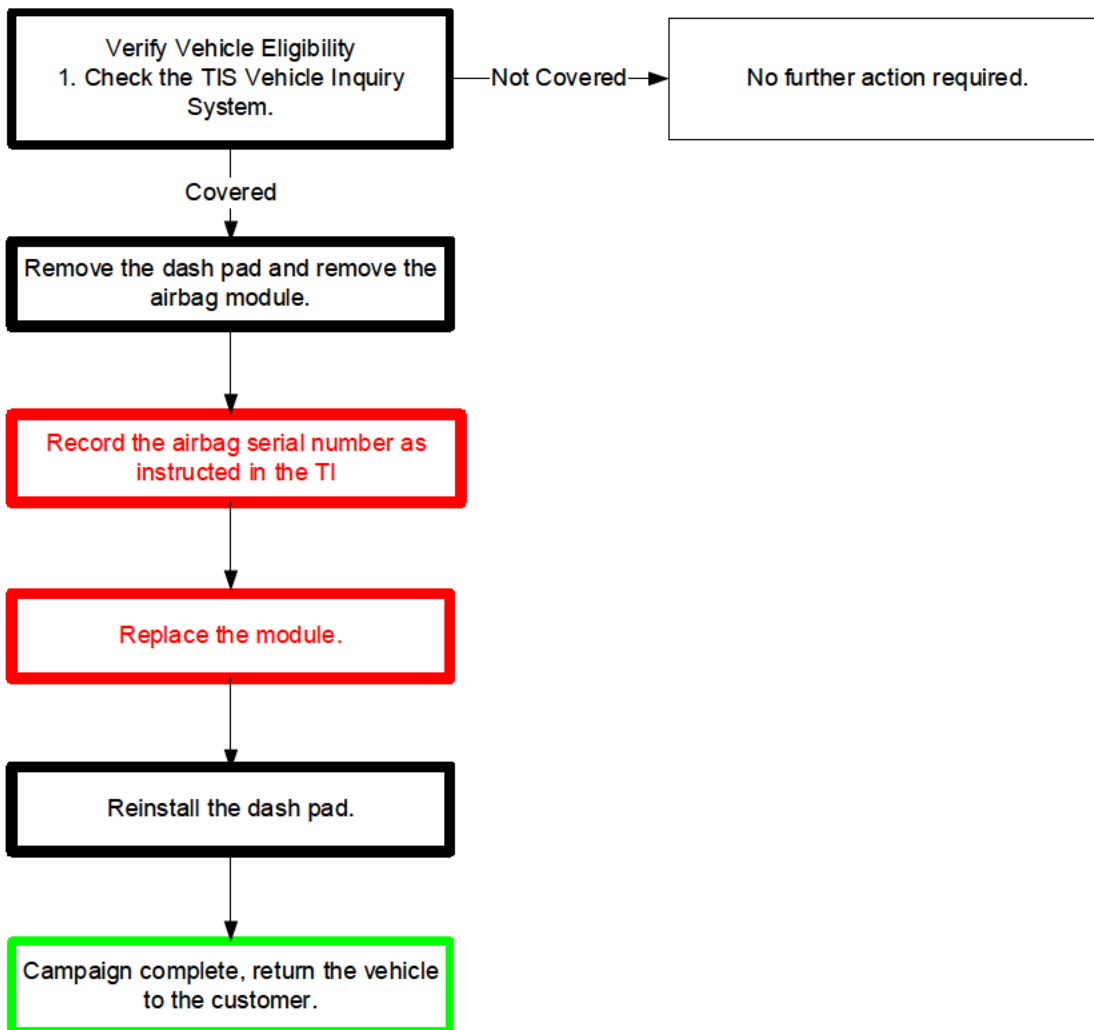 Verify Vehicle Eligibility
1. Check the TIS Vehicle Inquiry
System.
Not Covered
No further action required.
Covered
Remove the dash pad and remove the
airbag module.
Record the airbag serial number as
instructed in the TI
Replace the module.
Reinstall the dash pad.
Campaign complete, return the vehicle
to the customer.